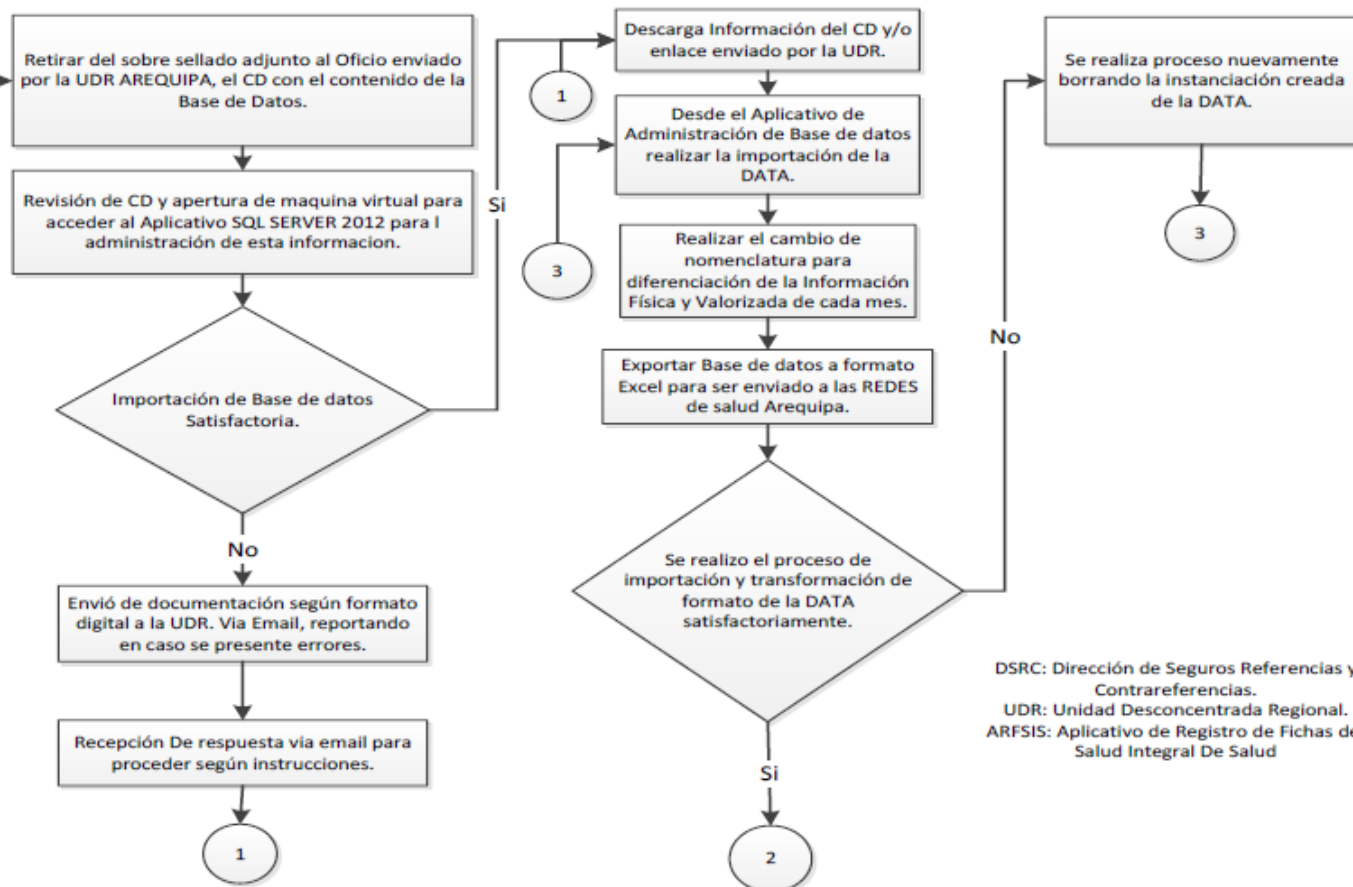 Retirar del sobre sellado adjunto al Oficio enviado
por la UDR AREQUIPA, el CD con el contenido de la
Base de Datos.
Revisión de CD y apertura de maquina virtual para
acceder al Aplicativo SQL SERVER 2012 para l
administración de esta informacion.
Importación de Base de datos
Satisfactoria.
Si
No
Envió de documentación según formato
digital a la UDR. Via Email, reportando
en caso se presente errores.
Recepción De respuesta via email para
proceder según instrucciones.
1
Descarga Información del CD y/o
enlace enviado por la UDR.
1
Desde el Aplicativo de
Administración de Base de datos
realizar la importación de la
DATA.
3
Realizar el cambio de
nomenclatura para
diferenciación de la Información
Física y Valorizada de cada mes.
Exportar Base de datos a formato
Excel para ser enviado a las REDES
de salud Arequipa.
Se realizo el proceso de
importación y transformación de
formato de la DATA
satisfactoriamente.
Si
2
No
Se realiza proceso nuevamente
borrando la instanciación creada
de la DATA.
3
DSRC: Dirección de Seguros Referencias y
Contrareferencias.
UDR: Unidad Desconcentrada Regional.
ARFSIS: Aplicativo de Registro de Fichas de
Salud Integral De Salud